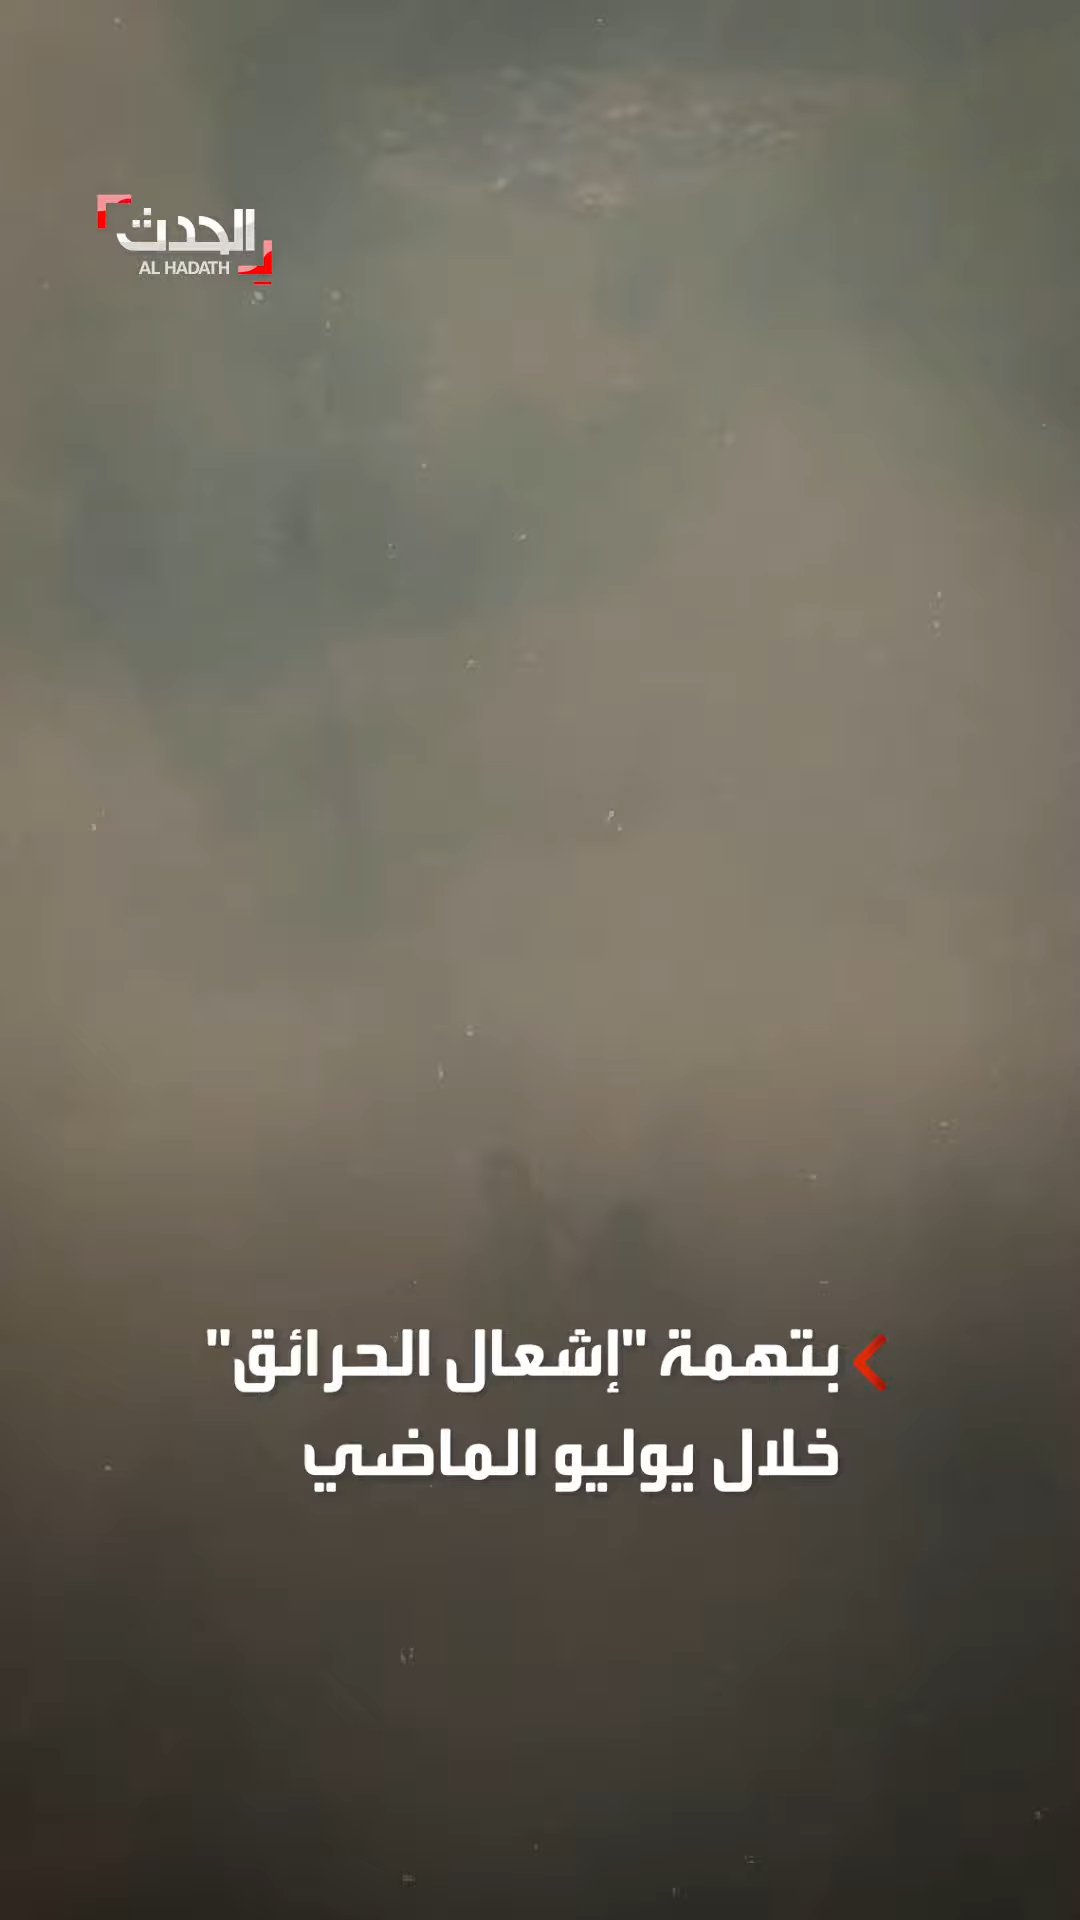 الحدث
AL HADATH
بتهمة "إشعال الحرائق"
خلال يوليو الماضي